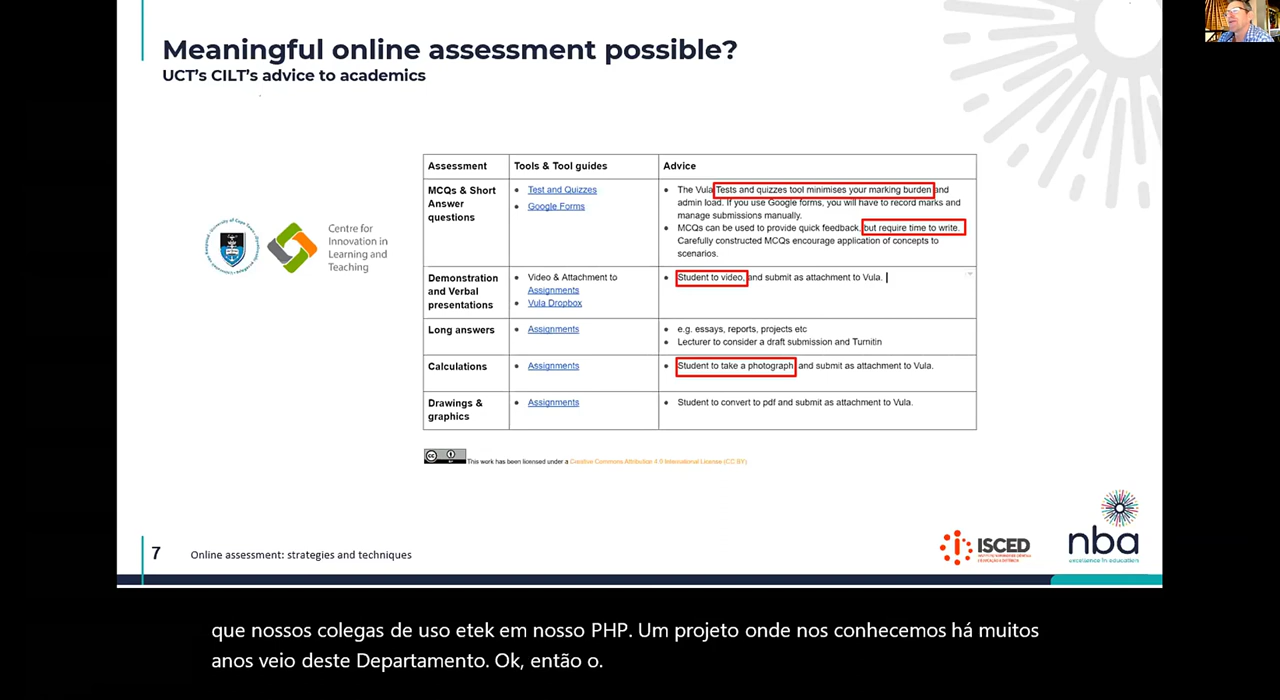 Meaningful online assessment possible?
UCT's CILT's advice to academics
Centre for
Innovation in
Learning and
Teaching
Assessment
Tools & Tool guides
Advice
MCQs & Short
Answer
questions
• Test and Quizzes
• Google Forms
• The Vula Tests and quizzes tool minimises your marking burden and
admin load. If you use Google forms, you will have to record marks and
manage submissions manually.
• MCQs can be used to provide quick feedback, but require time to write.
Carefully constructed MCQs encourage application of concepts to
scenarios.
Demonstration
and Verbal
presentations
• Video & Attachment to
Assignments
• Vula Dropbox
• Student to video, and submit as attachment to Vula.
Long answers
• Assignments
• e.g. essays, reports, projects etc
• Lecturer to consider a draft submission and Turnitin
Calculations
• Assignments
• Student to take a photograph, and submit as attachment to Vula.
Drawings &
graphics
• Assignments
• Student to convert to pdf and submit as attachment to Vula.
This work has been licensed under a Creative Commons Attribution 4.0 International License (CC BY)
7
Online assessment: strategies and techniques
ISCED
nba
excellence in education
que nossos colegas de uso etek em nosso PHP. Um projeto onde nos conhecemos há muitos
anos veio deste Departamento. Ok, então o.